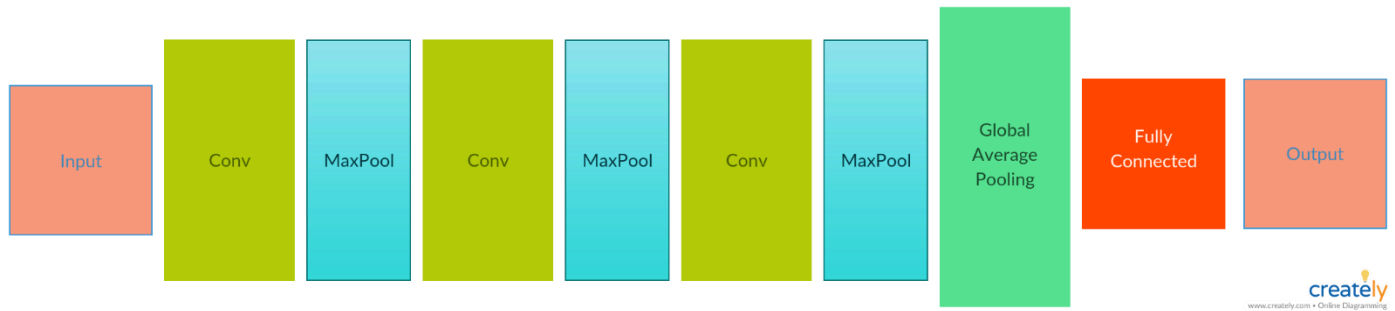 Input
Conv
MaxPool
Conv
MaxPool
Conv
MaxPool
Global
Average
Pooling
Fully
Connected
Output
creately
www.creately.com • Online Diagramming